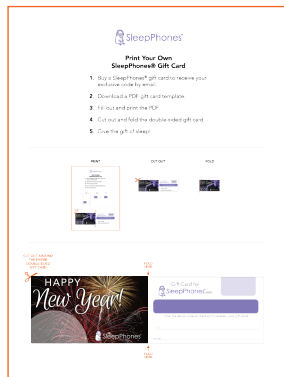 SleepPhones®
Print Your Own
SleepPhones® Gift Card
1. Buy a SleepPhones® gift card to receive your
exclusive code by email.
2. Download a PDF gift card template.
3. Fill out and print the PDF.
4. Cut out and fold the double-sided gift card.
5. Give the gift of sleep!
PRINT
CUT OUT
FOLD
CUT OUT AROUND
THE ENTIRE
DOUBLE-SIDED
GIFT CARD
FOLD
HERE
HAPPY
New Year!
SleepPhones®
Gift Card for
SleepPhones
FOLD
HERE